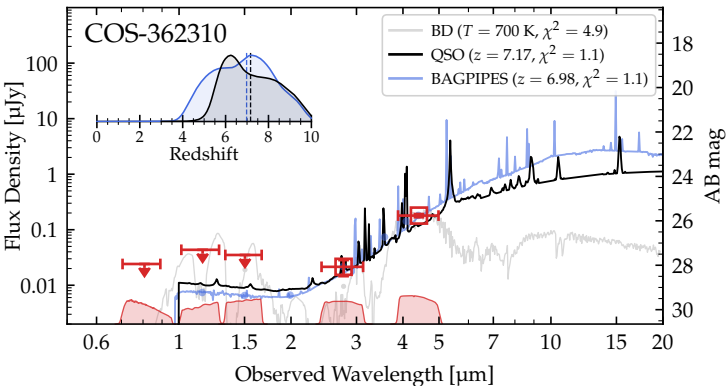 COS-362310
BD (T = 700 K, χ² = 4.9)
QSO (z = 7.17, χ² = 1.1)
BAGPIPES (z = 6.98, χ² = 1.1)
0 2 4 6 8 10
Redshift
100
10
1
0.1
0.01
Flux Density [μJy]
18
20
22
24
26
28
30
AB mag
0.6 1 1.5 2 3 4 5 10 15 20
Observed Wavelength [μm]